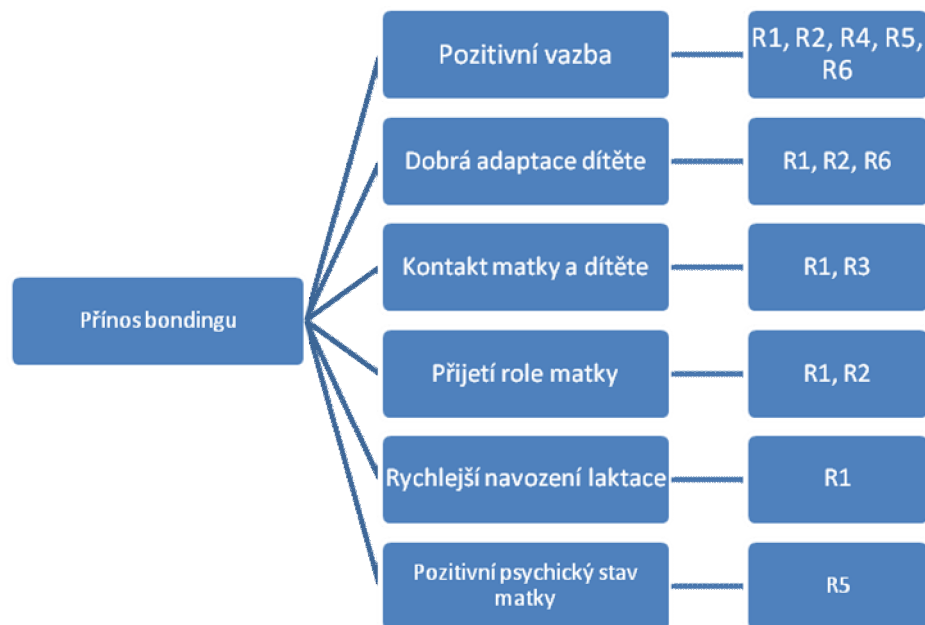 Přínos bondingu
Pozitivní vazba
R1, R2, R4, R5,
R6
Dobrá adaptace dítěte
R1, R2, R6
Kontakt matky a dítěte
R1, R3
Přijetí role matky
R1, R2
Rychlejší navození laktace
R1
Pozitivní psychický stav
matky
R5